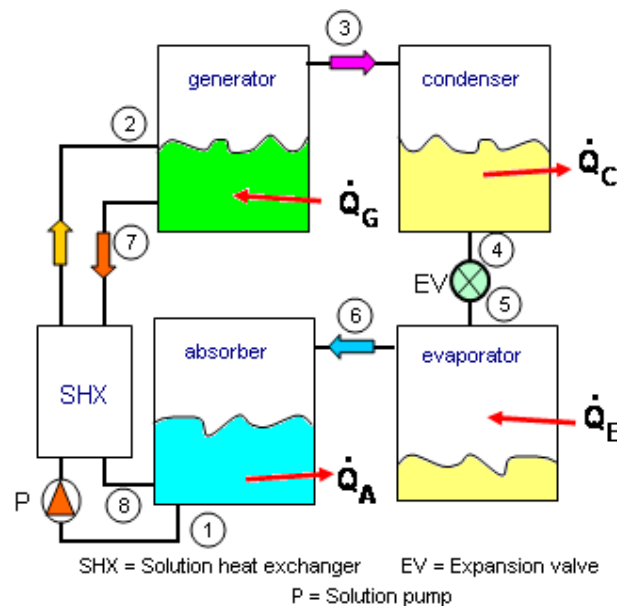 3
generator
condenser
2
Q̇C
Q̇G
7
4
EV
5
6
absorber
evaporator
SHX
Q̇E
Q̇A
P
8
1
SHX = Solution heat exchanger EV = Expansion valve
P = Solution pump